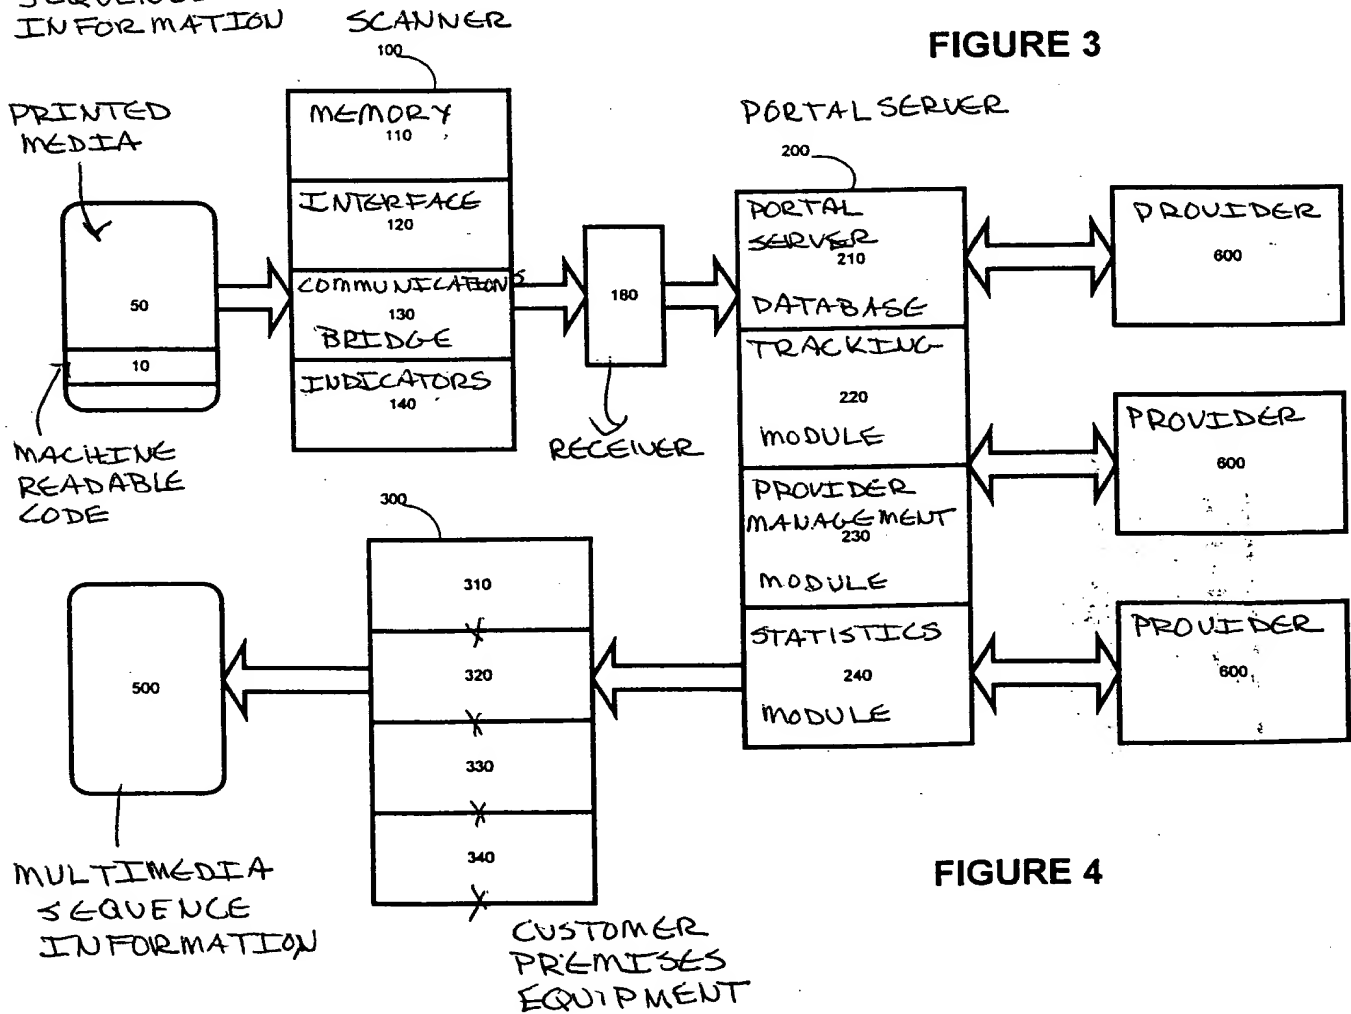 INFORMATION
SCANNER
100
FIGURE 3
PRINTED
MEDIA
MEMORY
110
INTERFACE
120
COMMUNICATIONS
130
BRIDGE
INDICATORS
140
50
10
MACHINE
READABLE
CODE
180
RECEIVER
PORTAL SERVER
200
PORTAL
SERVER
210
DATABASE
TRACKING
220
MODULE
PROVIDER
MANAGEMENT
230
MODULE
STATISTICS
240
MODULE
PROVIDER
600
PROVIDER
600
PROVIDER
600
300
310
320
330
340
CUSTOMER
PREMISES
EQUIPMENT
500
MULTIMEDIA
SEQUENCE
INFORMATION
FIGURE 4